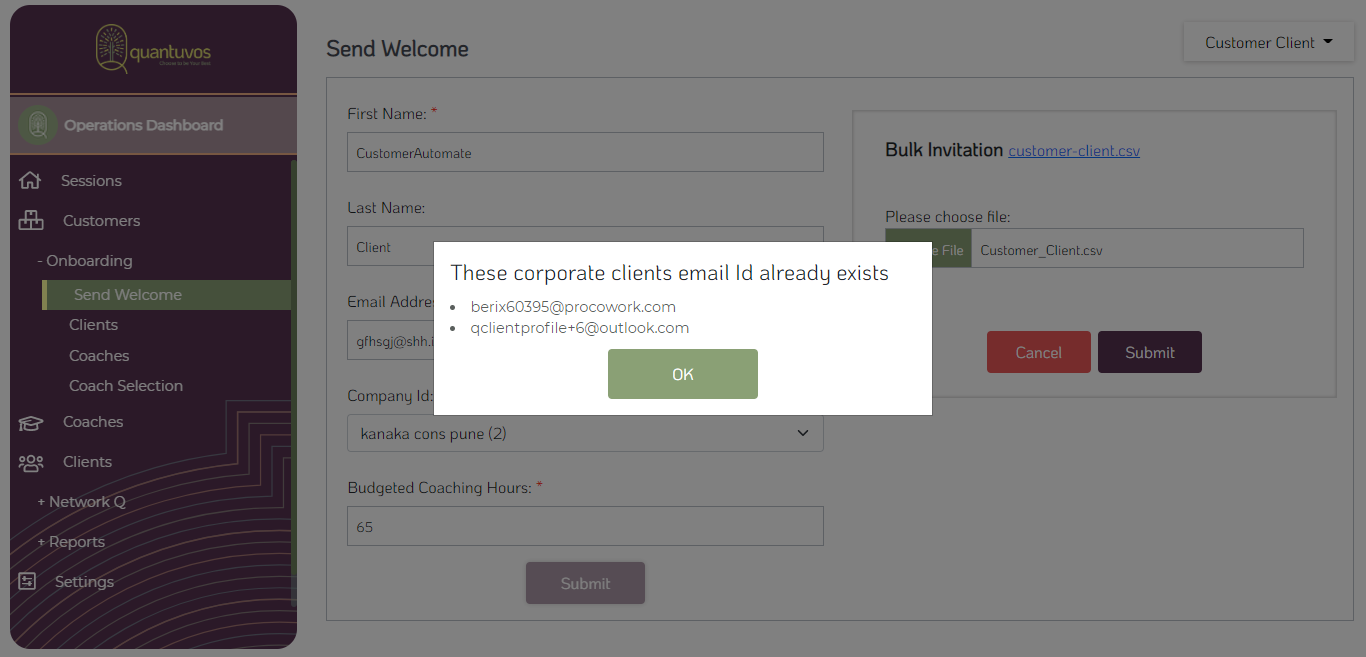 quantuvos
Choose to be Your Best
Operations Dashboard
Sessions
Customers
- Onboarding
Send Welcome
Clients
Coaches
Coach Selection
Coaches
Clients
+ Network Q
+ Reports
Settings
Send Welcome
Customer Client
First Name: *
CustomerAutomate
Last Name:
Client
Email Addre
gfhsgj@shh.i
Company Id:
kanaka cons pune (2)
Budgeted Coaching Hours: *
65
Submit
Bulk Invitation customer-client.csv
Please choose file:
e File Customer_Client.csv
Cancel Submit
These corporate clients email Id already exists
• berix60395@procowork.com
• qclientprofile+6@outlook.com
OK